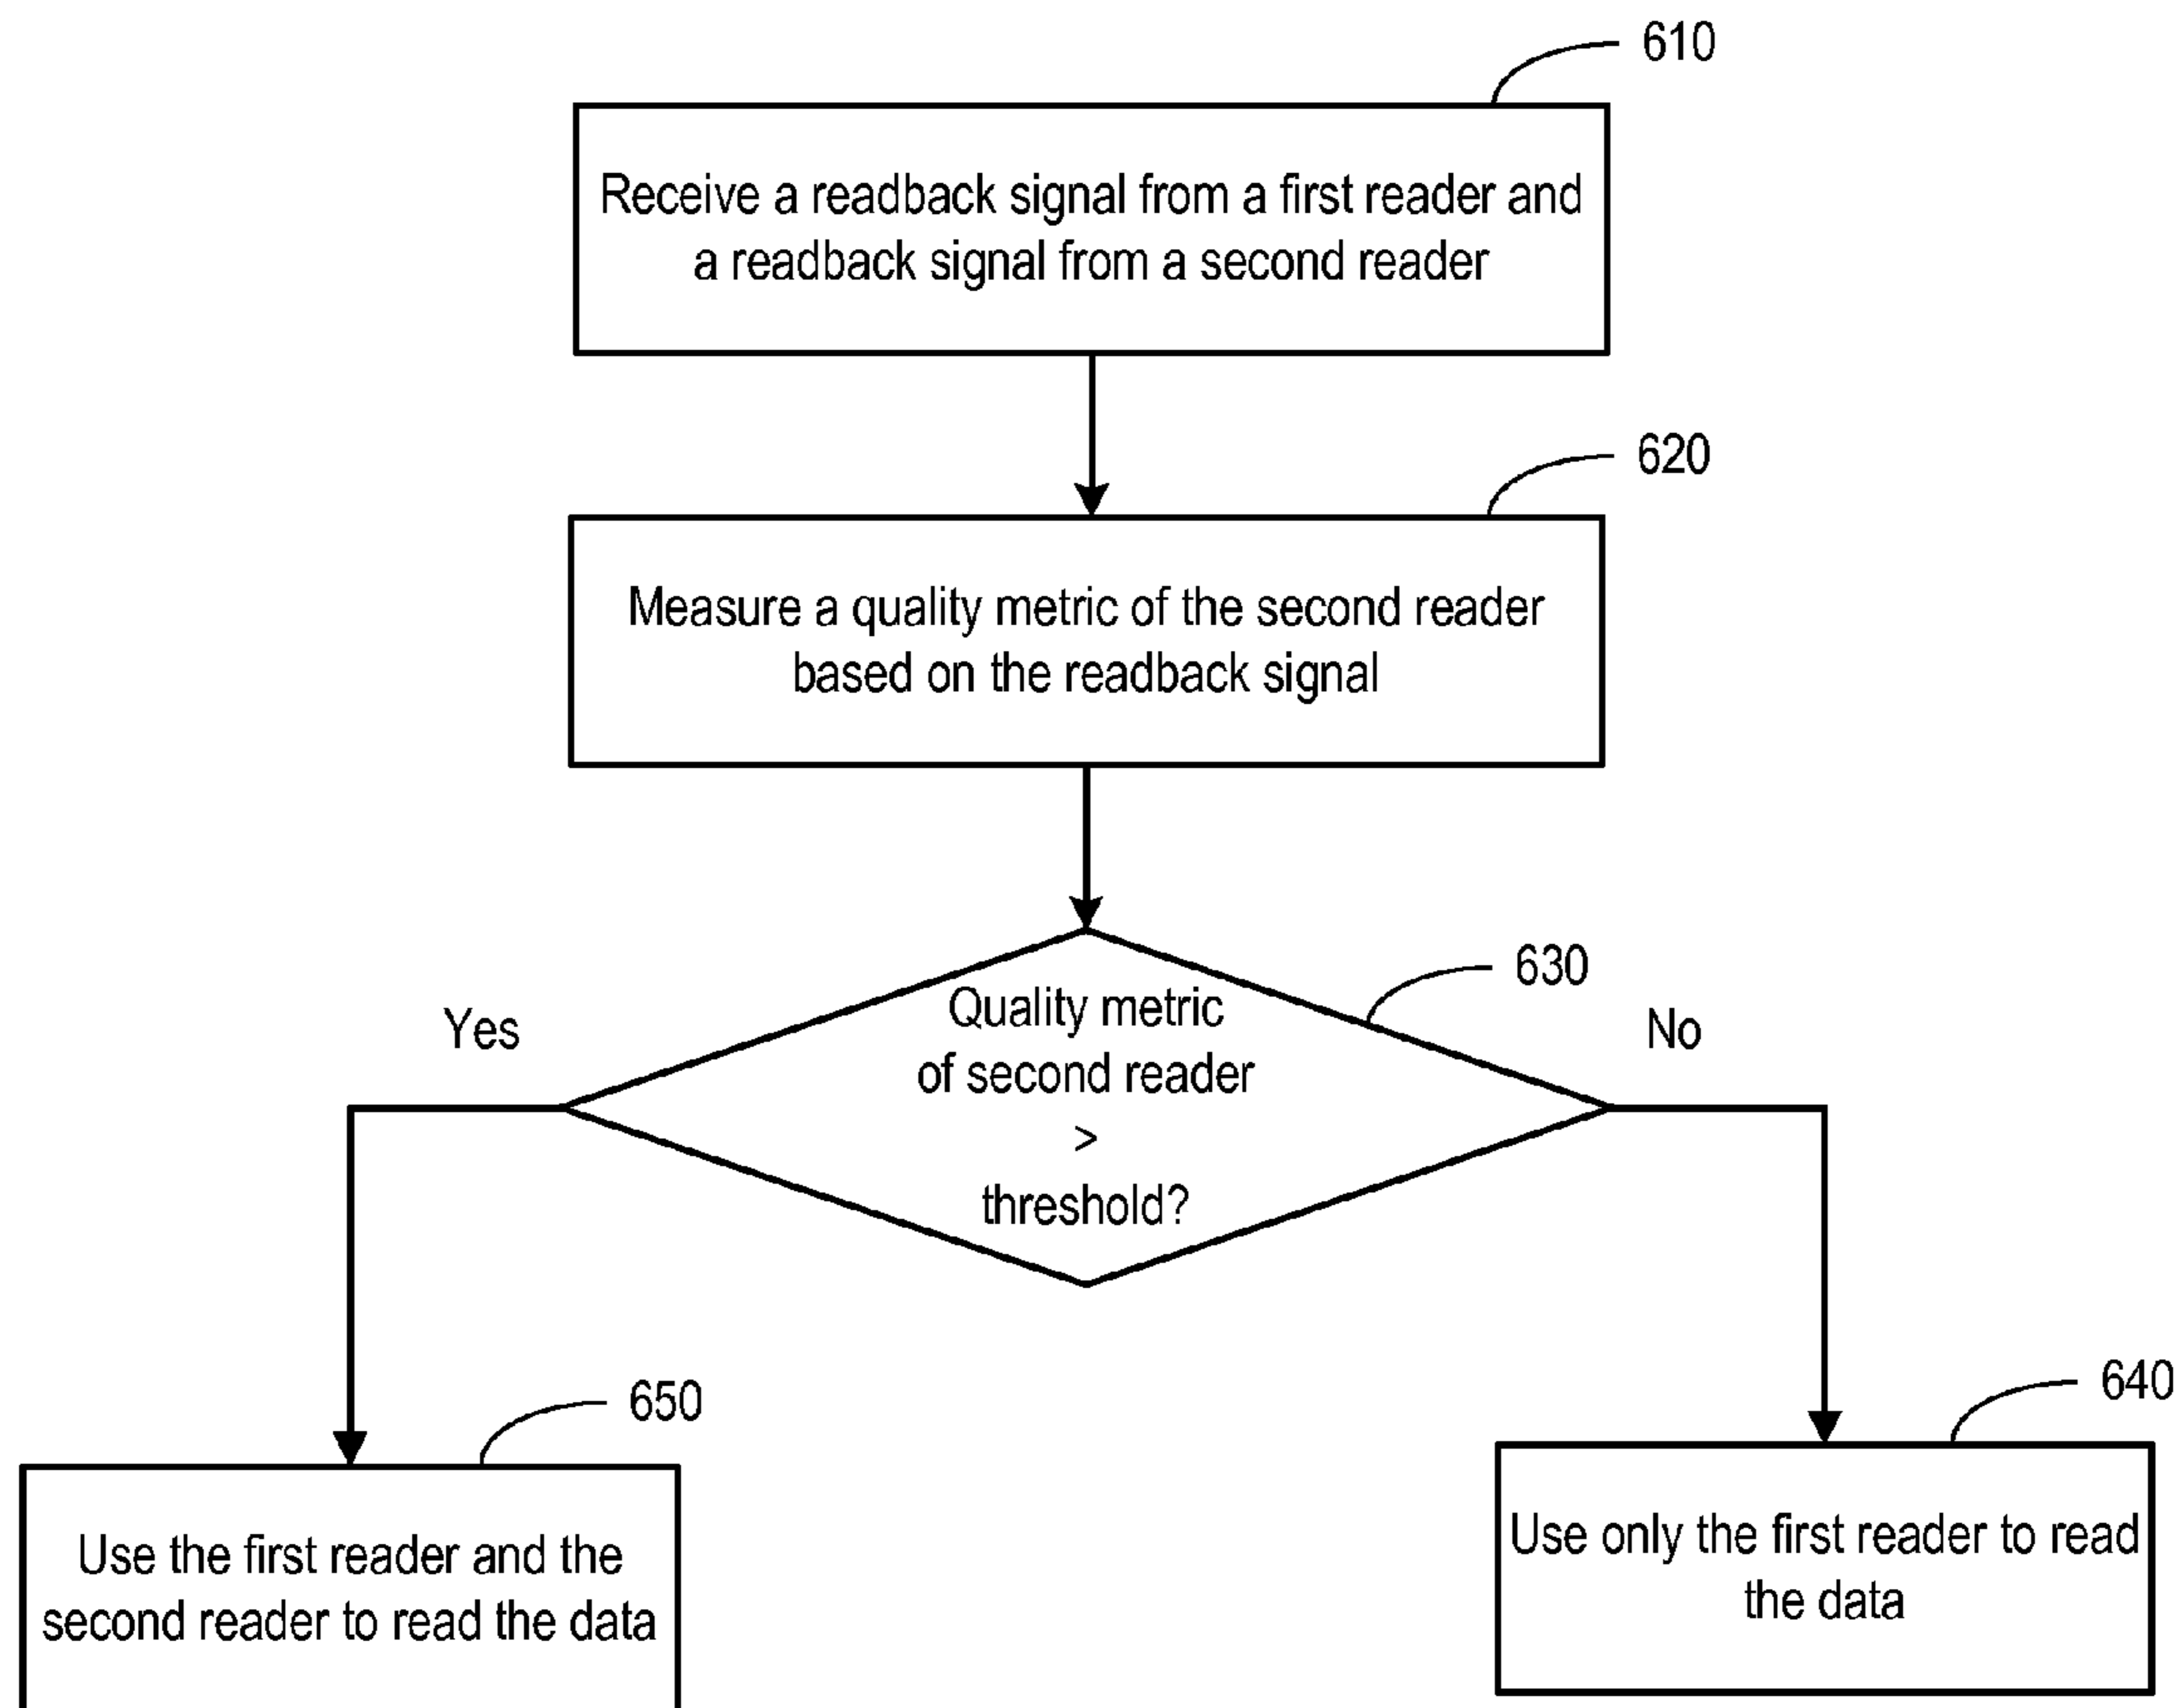 610
Receive a readback signal from a first reader and
a readback signal from a second reader
620
Measure a quality metric of the second reader
based on the readback signal
630
Quality metric
of second reader
>
threshold?
Yes
No
650
Use the first reader and the
second reader to read the data
640
Use only the first reader to read
the data